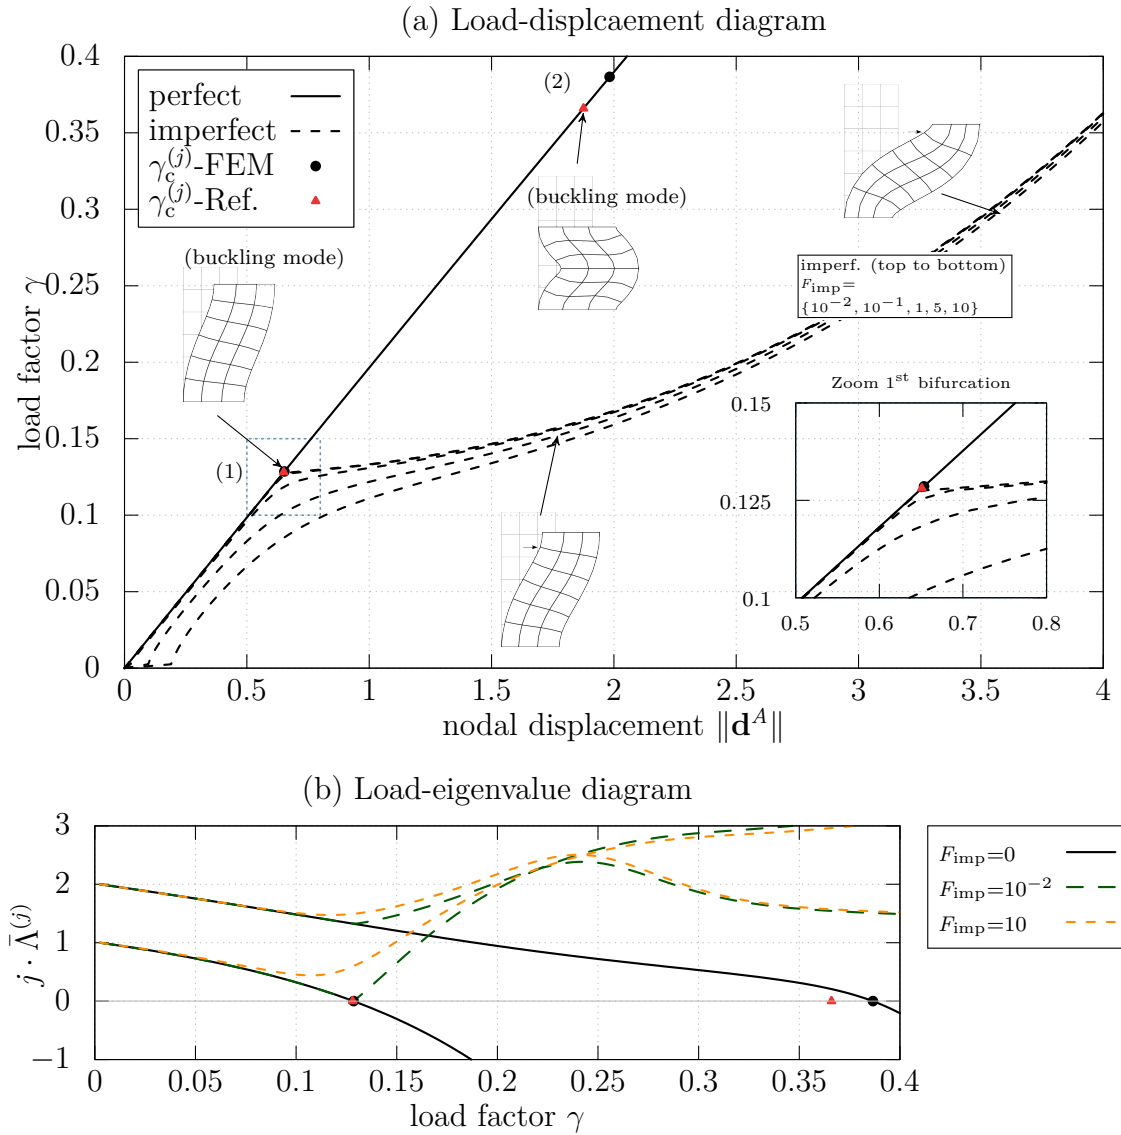 (a) Load-displcaement diagram
0.4
0.35
0.3
0.25
0.2
0.15
0.1
0.05
0
load factor γ
perfect
imperfect
γc(j)-FEM
γc(j)-Ref.
(2)
(buckling mode)
(buckling mode)
(1)
imperf. (top to bottom)
Fimp=
{10−2, 10−1, 1, 5, 10}
Zoom 1st bifurcation
0.15
0.125
0.1
0.5 0.6 0.7 0.8
0 0.5 1 1.5 2 2.5 3 3.5 4
nodal displacement ‖dA‖
(b) Load-eigenvalue diagram
3
2
1
0
−1
j · Λ̄(j)
Fimp=0
Fimp=10−2
Fimp=10
0 0.05 0.1 0.15 0.2 0.25 0.3 0.35 0.4
load factor γ